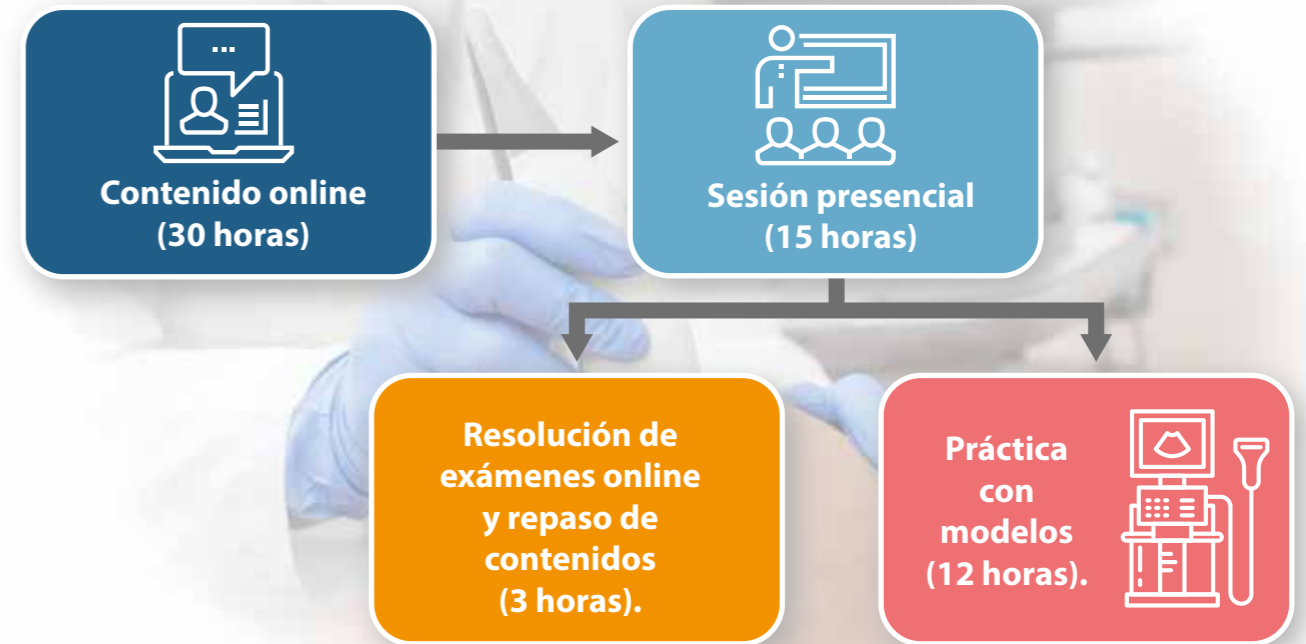 Contenido online
(30 horas)
Sesión presencial
(15 horas)
Resolución de
exámenes online
y repaso de
contenidos
(3 horas).
Práctica
con
modelos
(12 horas).